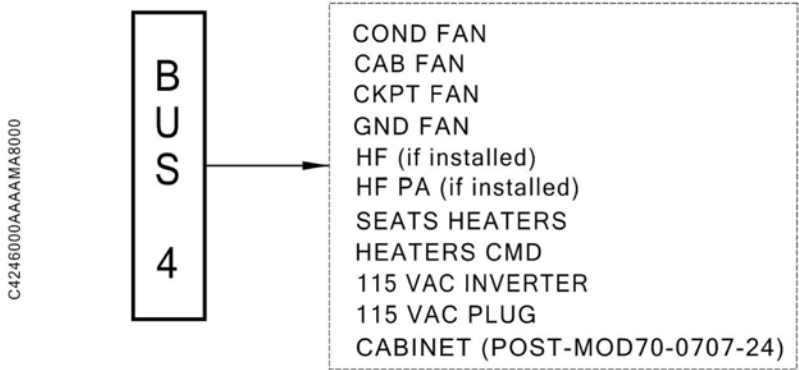 C4246000AAAAMA8000
BUS 4
COND FAN
CAB FAN
CKPT FAN
GND FAN
HF (if installed)
HF PA (if installed)
SEATS HEATERS
HEATERS CMD
115 VAC INVERTER
115 VAC PLUG
CABINET (POST-MOD70-0707-24)